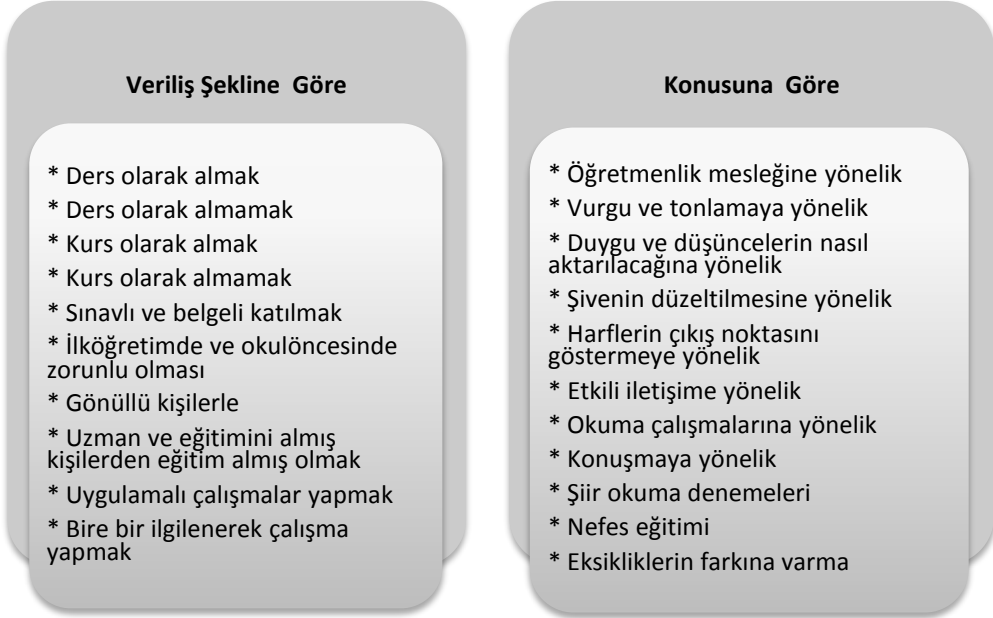 Veriliş Şekline Göre
* Ders olarak almak
* Ders olarak almamak
* Kurs olarak almak
* Kurs olarak almamak
* Sınavlı ve belgeli katılmak
* İlköğretimde ve okulöncesinde
zorunlu olması
* Gönüllü kişilerle
* Uzman ve eğitimini almış
kişilerden eğitim almış olmak
* Uygulamalı çalışmalar yapmak
* Bire bir ilgilenerek çalışma
yapmak
Konusuna Göre
* Öğretmenlik mesleğine yönelik
* Vurgu ve tonlamaya yönelik
* Duygu ve düşüncelerin nasıl
aktarılacağına yönelik
* Şivenin düzeltilmesine yönelik
* Harflerin çıkış noktasını
göstermeye yönelik
* Etkili iletişime yönelik
* Okuma çalışmalarına yönelik
* Konuşmaya yönelik
* Şiir okuma denemeleri
* Nefes eğitimi
* Eksikliklerin farkına varma